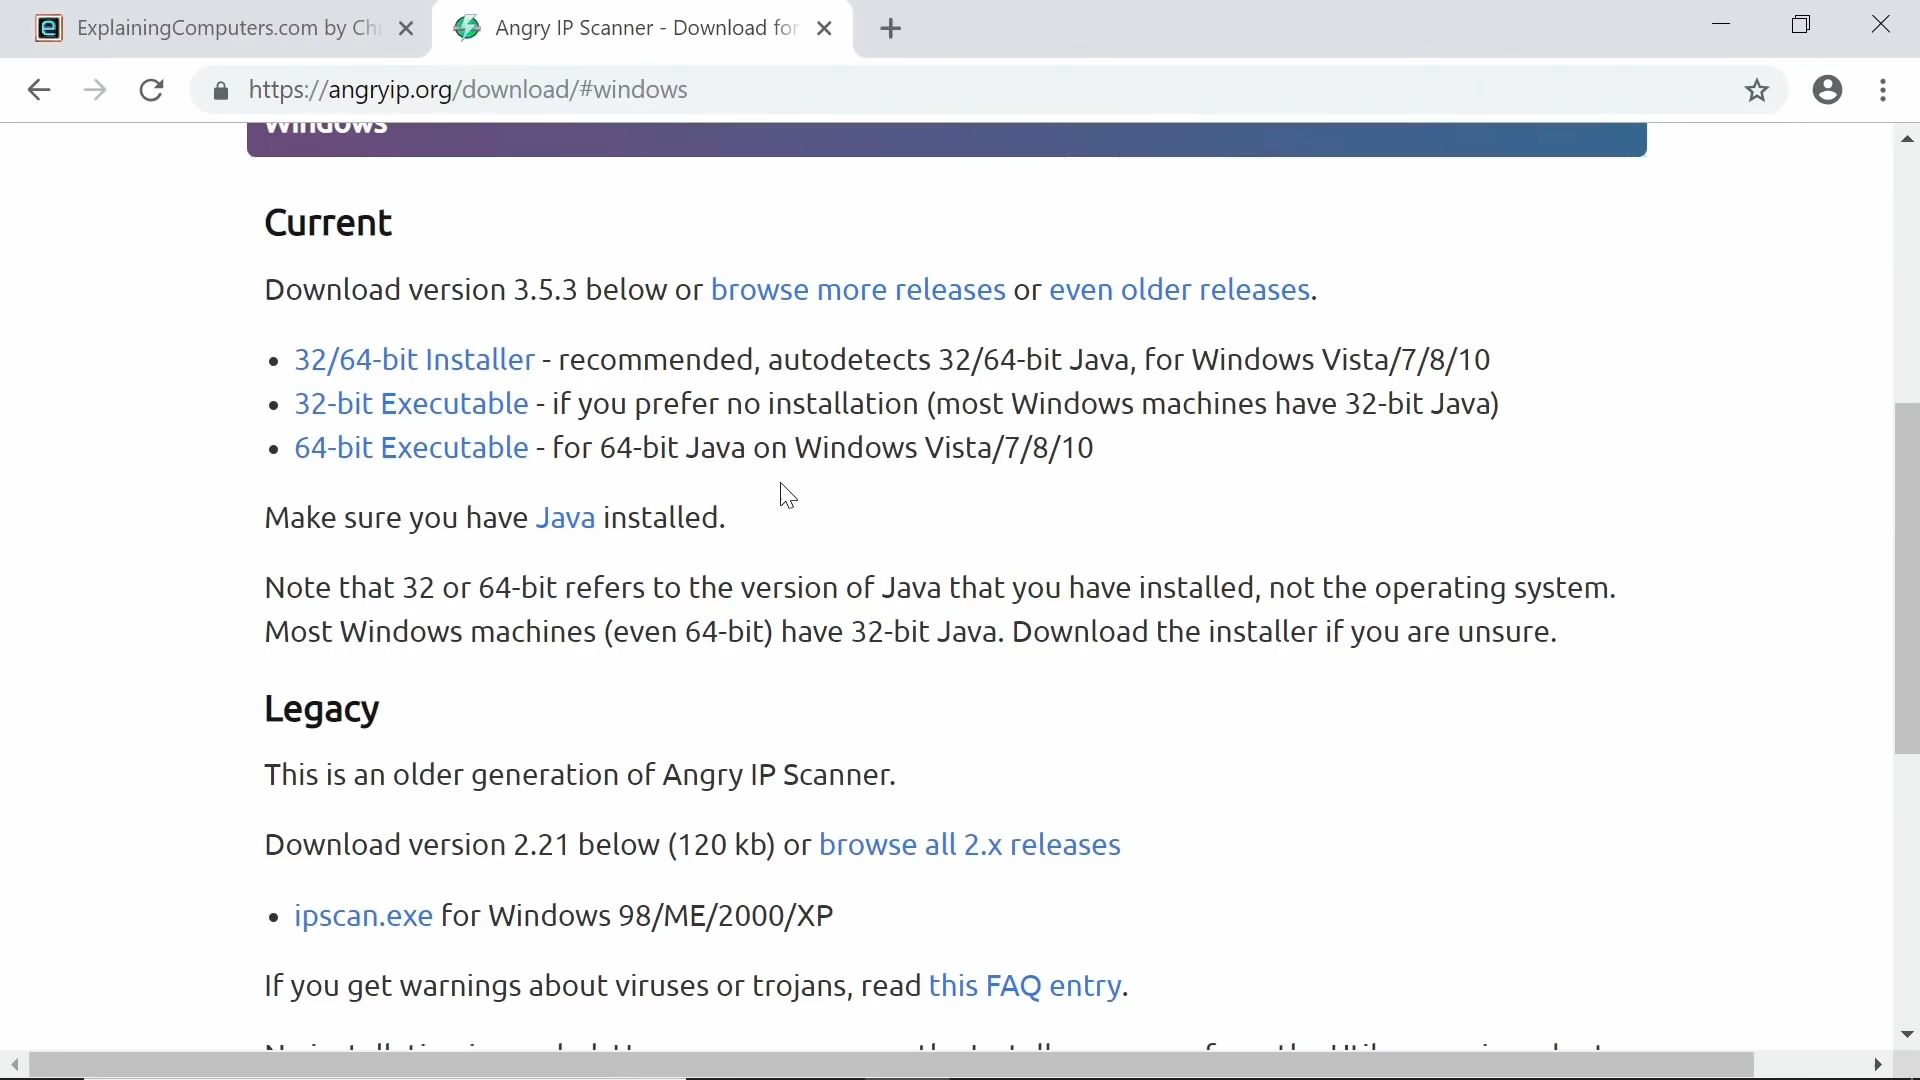 ExplainingComputers.com by Ch
Angry IP Scanner - Download for
https://angryip.org/download/#windows
Windows
Current
Download version 3.5.3 below or browse more releases or even older releases.
• 32/64-bit Installer - recommended, autodetects 32/64-bit Java, for Windows Vista/7/8/10
• 32-bit Executable - if you prefer no installation (most Windows machines have 32-bit Java)
• 64-bit Executable - for 64-bit Java on Windows Vista/7/8/10
Make sure you have Java installed.
Note that 32 or 64-bit refers to the version of Java that you have installed, not the operating system.
Most Windows machines (even 64-bit) have 32-bit Java. Download the installer if you are unsure.
Legacy
This is an older generation of Angry IP Scanner.
Download version 2.21 below (120 kb) or browse all 2.x releases
• ipscan.exe for Windows 98/ME/2000/XP
If you get warnings about viruses or trojans, read this FAQ entry.